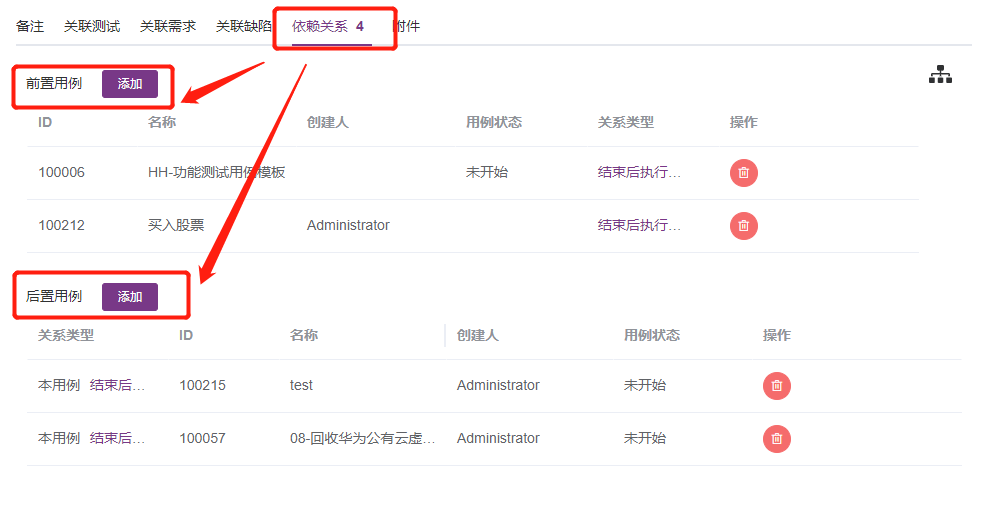 备注 关联测试 关联需求 关联缺陷 依赖关系 4 附件
前置用例 添加
ID 名称 创建人 用例状态 关系类型 操作
100006 HH-功能测试用例模板 未开始 结束后执行...
100212 买入股票 Administrator 结束后执行...
后置用例 添加
关系类型 ID 名称 创建人 用例状态 操作
本用例 结束后... 100215 test Administrator 未开始
本用例 结束后... 100057 08-回收华为公有云虚... Administrator 未开始